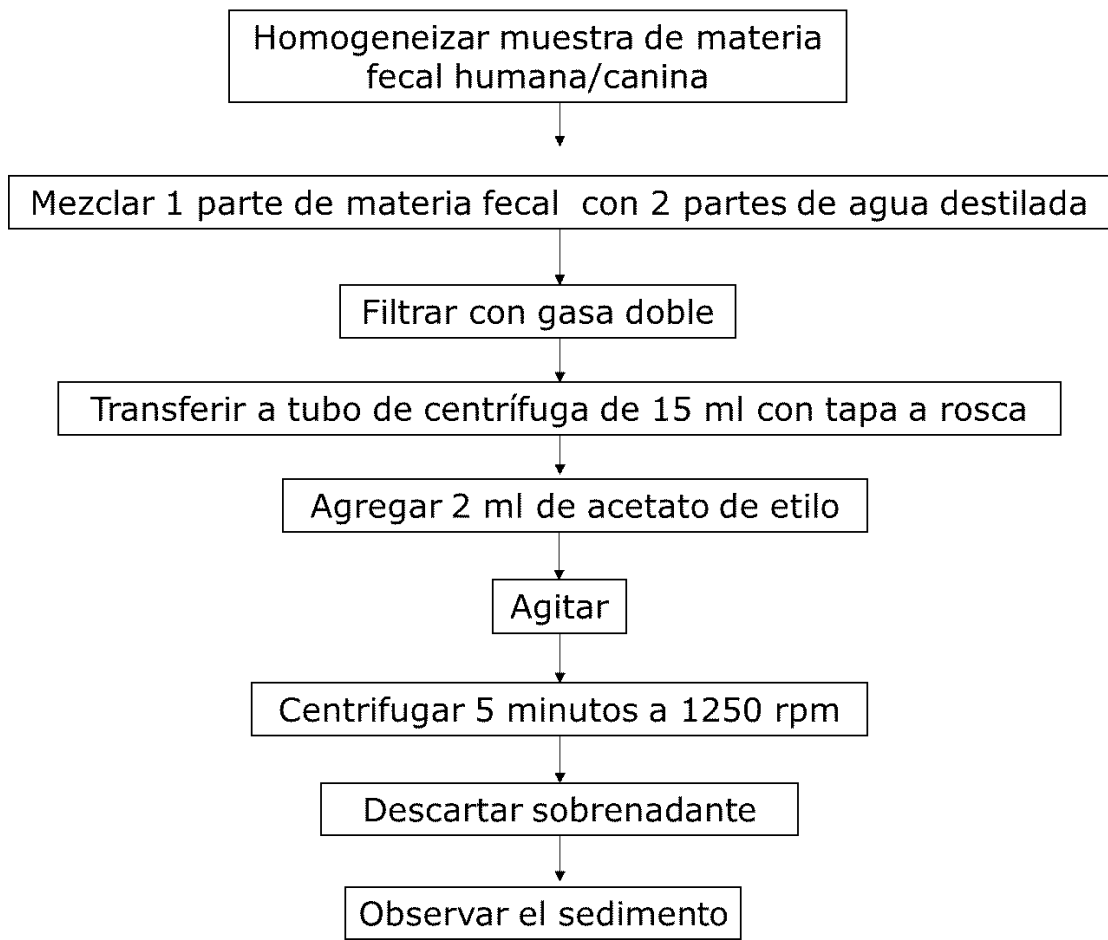 Homogeneizar muestra de materia
fecal humana/canina
Mezclar 1 parte de materia fecal con 2 partes de agua destilada
Filtrar con gasa doble
Transferir a tubo de centrífuga de 15 ml con tapa a rosca
Agregar 2 ml de acetato de etilo
Agitar
Centrifugar 5 minutos a 1250 rpm
Descartar sobrenadante
Observar el sedimento